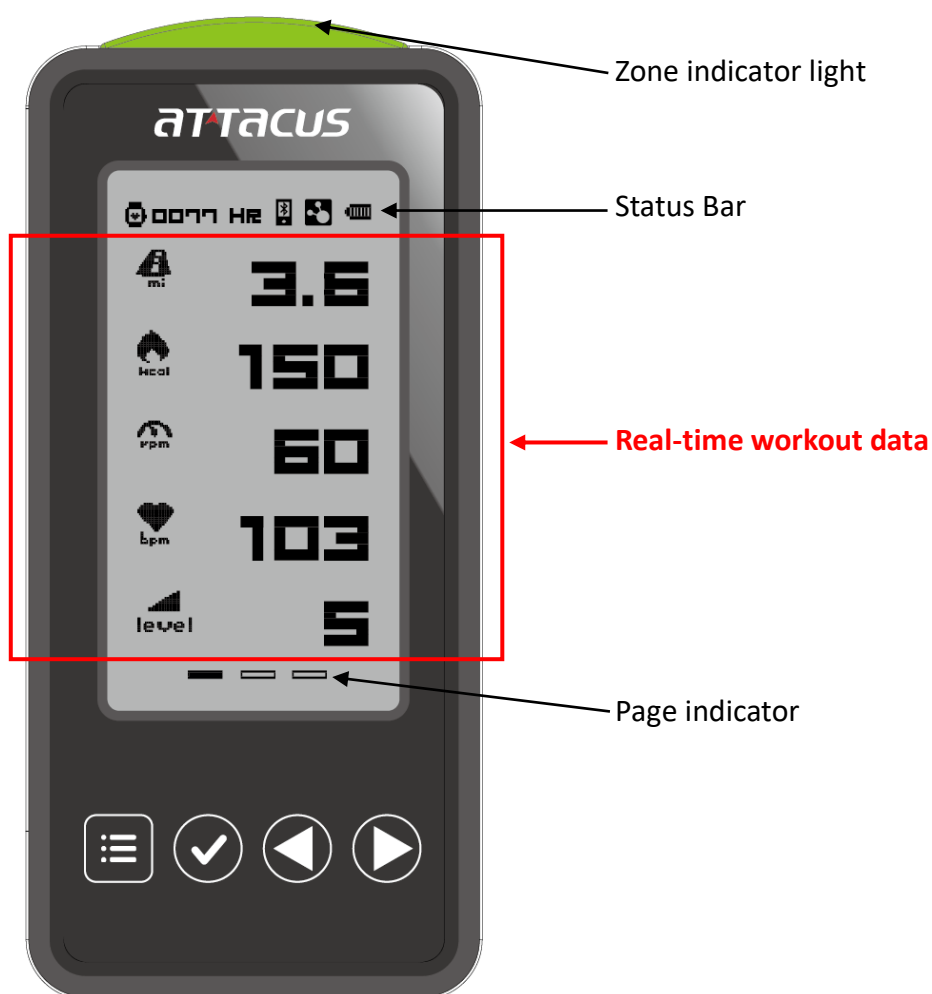 Zone indicator light
ATTACUS
Status Bar
0077 HR
mi 3.6
kcal 150
Real-time workout data
rpm 60
bpm 103
level 5
Page indicator